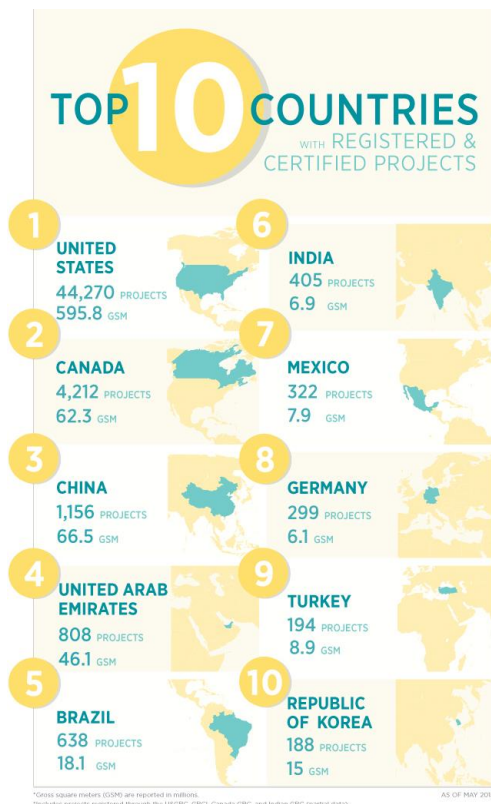 TOP 10 COUNTRIES
WITH REGISTERED &
CERTIFIED PROJECTS
1
UNITED
STATES
44,270 PROJECTS
595.8 GSM
2
CANADA
4,212 PROJECTS
62.3 GSM
3
CHINA
1,156 PROJECTS
66.5 GSM
4
UNITED ARAB
EMIRATES
808 PROJECTS
46.1 GSM
5
BRAZIL
638 PROJECTS
18.1 GSM
6
INDIA
405 PROJECTS
6.9 GSM
7
MEXICO
322 PROJECTS
7.9 GSM
8
GERMANY
299 PROJECTS
6.1 GSM
9
TURKEY
194 PROJECTS
8.9 GSM
10
REPUBLIC
OF KOREA
188 PROJECTS
15 GSM
*Gross square meters (GSM) are reported in millions.
AS OF MAY 201